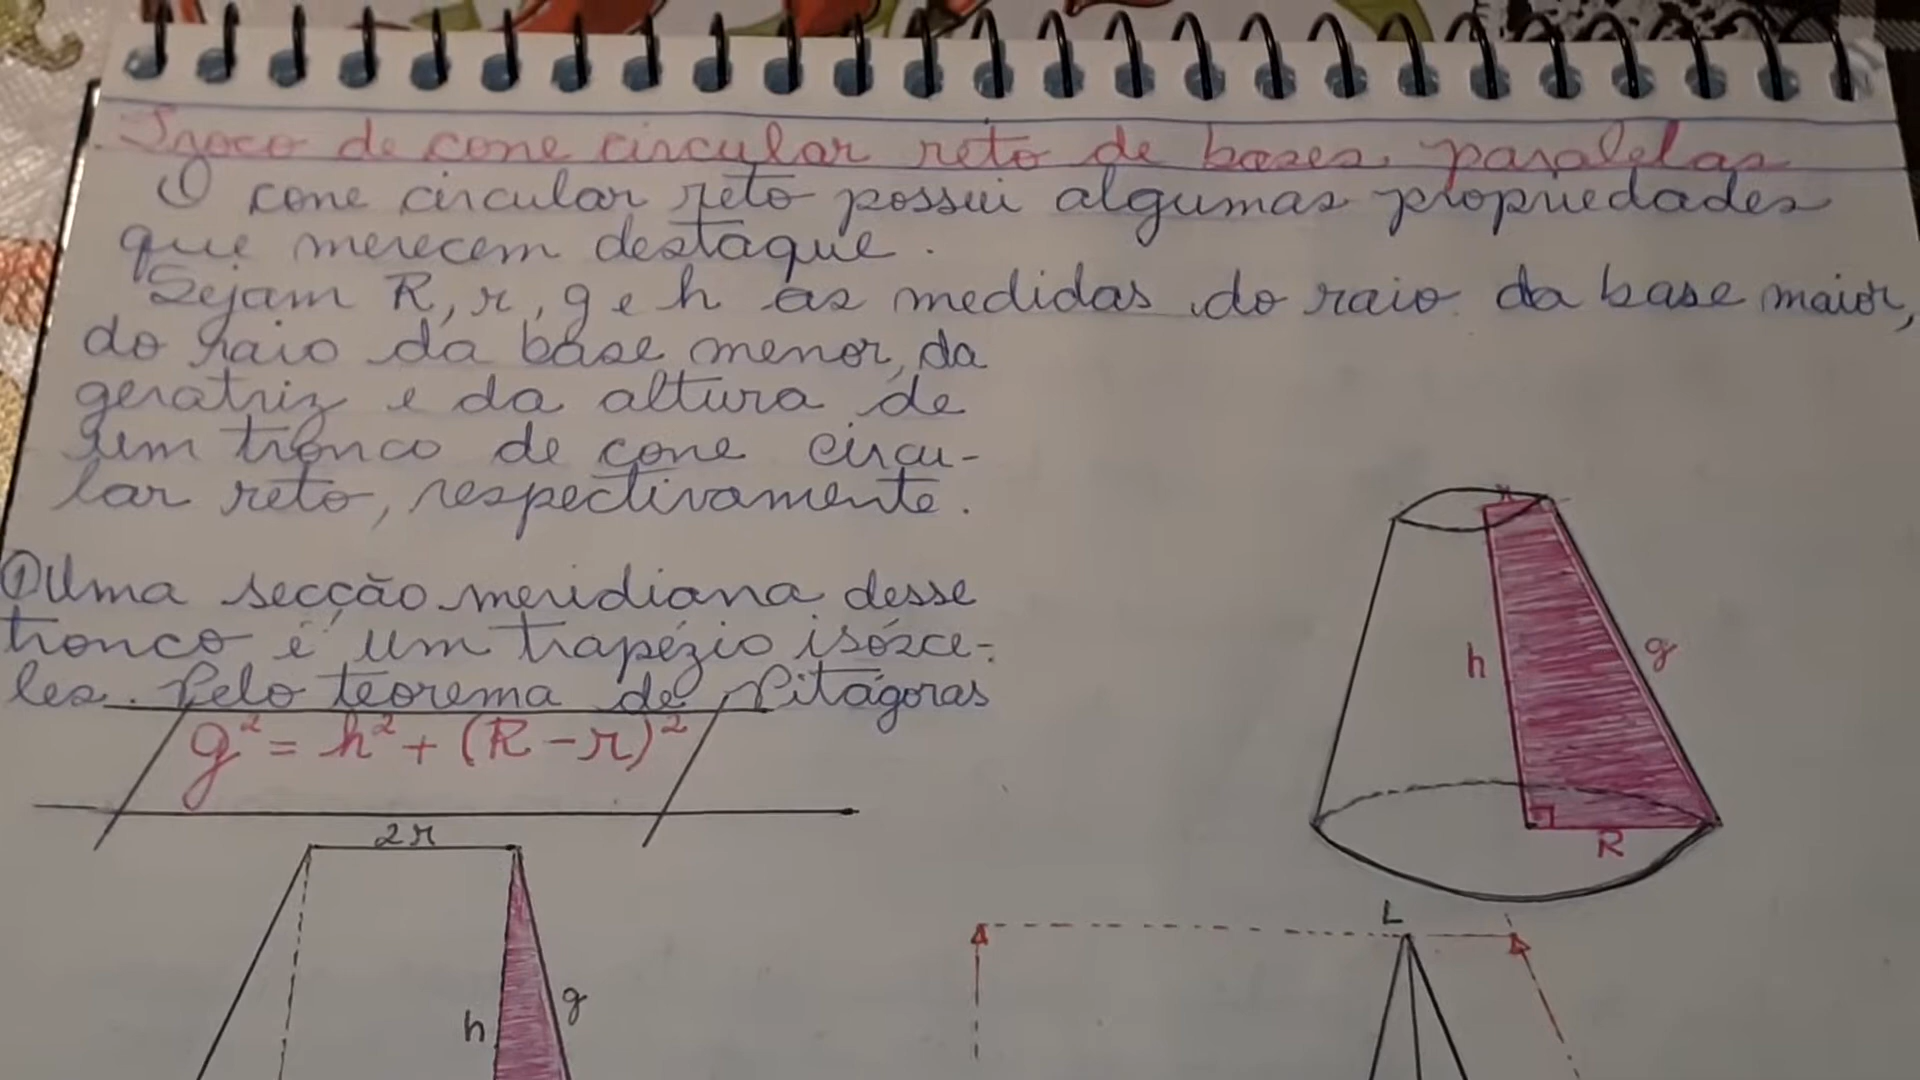 Troco de cone circular reto de bases paralelas
O cone circular reto possui algumas propriedades
que merecem destaque.
Sejam R, r, g e h as medidas do raio da base maior,
do raio da base menor, da
geratriz e da altura de
um tronco de cone circu-
lar reto, respectivamente.
① Uma secção meridiana desse
tronco é um trapézio isósce-
les. Pelo teorema de Pitágoras
g² = h² + (R - r)²
2r
h
g
r
h
g
R
L